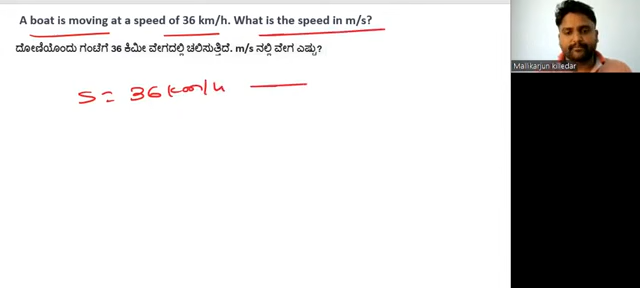 A boat is moving at a speed of 36 km/h. What is the speed in m/s?
ದೋಣಿಯೊಂದು ಗಂಟೆಗೆ 36 ಕಿಮೀ ವೇಗದಲ್ಲಿ ಚಲಿಸುತ್ತಿದೆ. m/s ನಲ್ಲಿ ವೇಗ ಎಷ್ಟು?
S = 36 km/h
Mallikarjun killedar